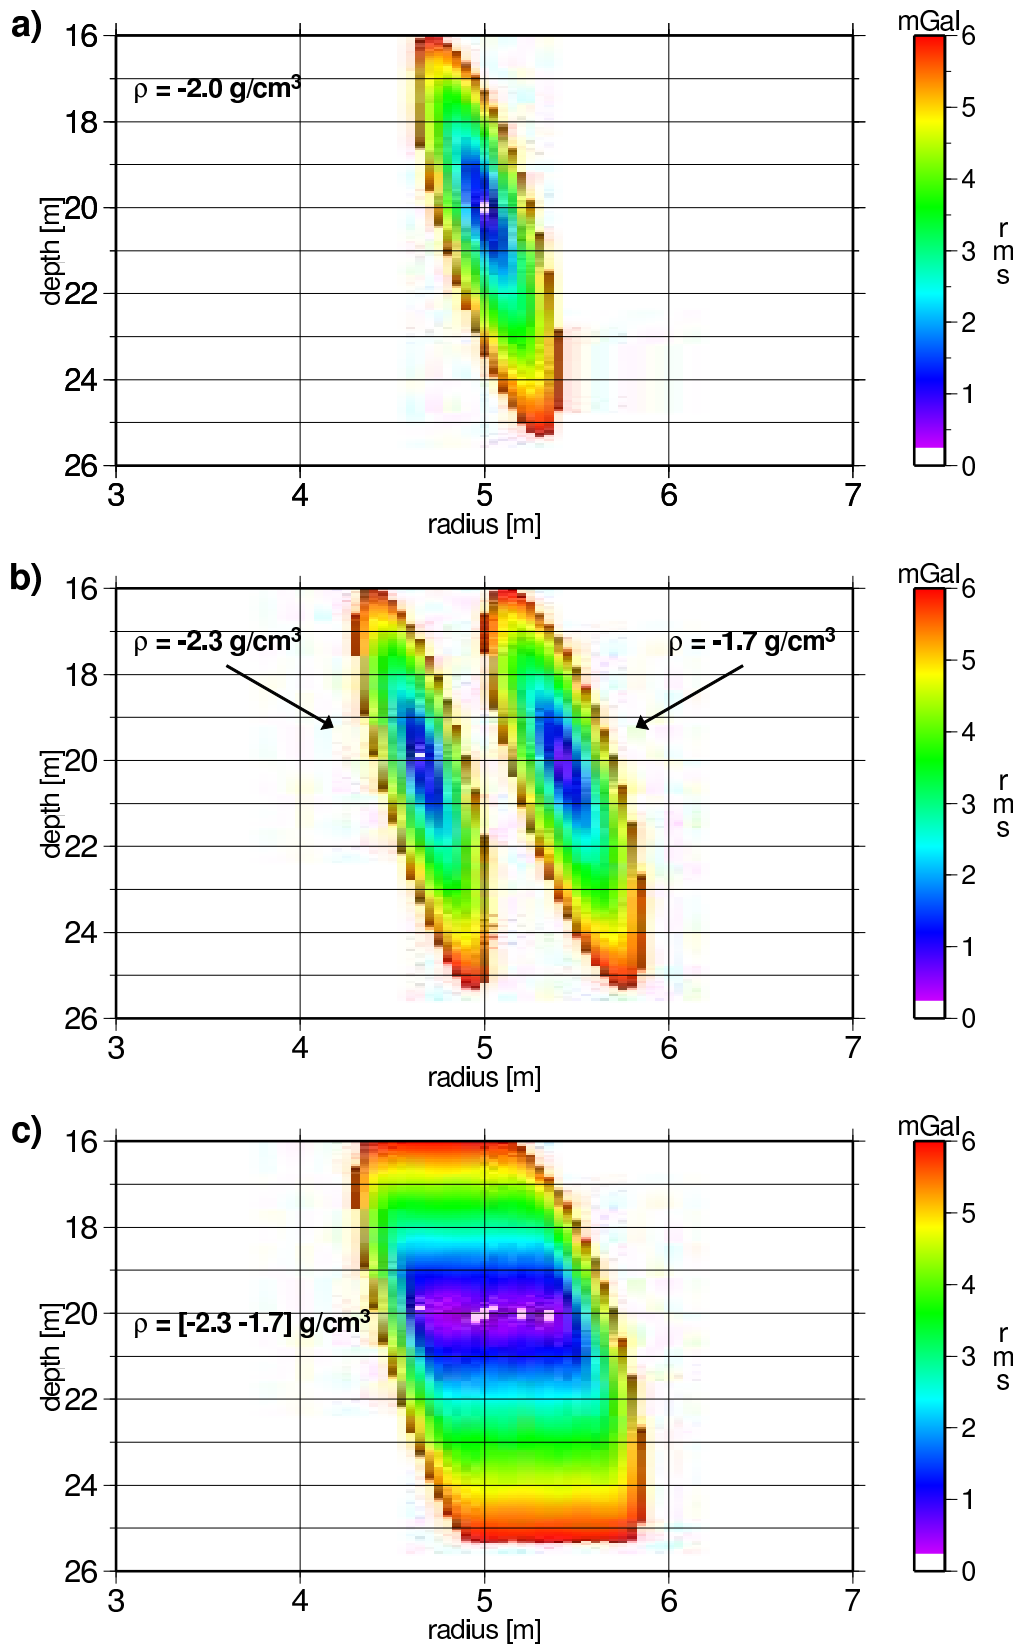 a)
mGal
16
18
20
22
24
26
depth [m]
ρ = -2.0 g/cm³
3
4
5
6
7
radius [m]
6
5
4
3
2
1
0
rms
b)
mGal
16
18
20
22
24
26
depth [m]
ρ = -2.3 g/cm³
ρ = -1.7 g/cm³
3
4
5
6
7
radius [m]
6
5
4
3
2
1
0
rms
c)
mGal
16
18
20
22
24
26
depth [m]
ρ = [-2.3 -1.7] g/cm³
3
4
5
6
7
radius [m]
6
5
4
3
2
1
0
rms